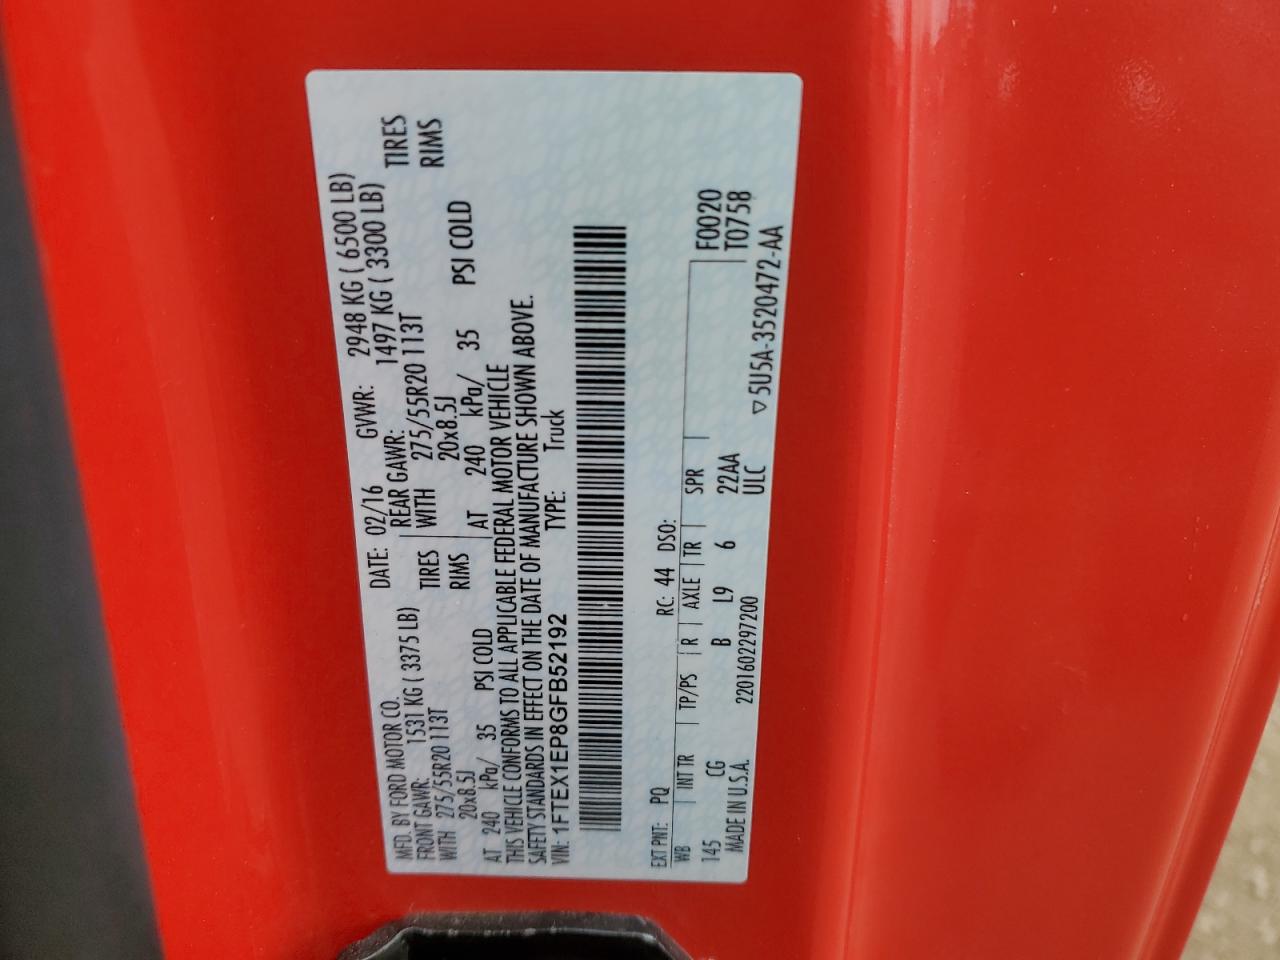 MFD. BY FORD MOTOR CO.
DATE: 02/16 GVWR: 2948 KG ( 6500 LB)
FRONT GAWR: 1531 KG ( 3375 LB) REAR GAWR: 1497 KG ( 3300 LB)
WITH 275/55R20 113T TIRES WITH 275/55R20 113T TIRES
20x8.5J RIMS 20x8.5J RIMS
AT 240 kPa/ 35 PSI COLD AT 240 kPa/ 35 PSI COLD
THIS VEHICLE CONFORMS TO ALL APPLICABLE FEDERAL MOTOR VEHICLE
SAFETY STANDARDS IN EFFECT ON THE DATE OF MANUFACTURE SHOWN ABOVE.
VIN: 1FTEX1EP8GFB52192 TYPE: Truck
EXT PNT: PQ RC: 44 DSO:
WB INT TR TP/PS R AXLE TR SPR F0020
145 CG B L9 6 22AA T0758
MADE IN U.S.A. 2201602297200 ULC ▽5U5A-3520472-AA